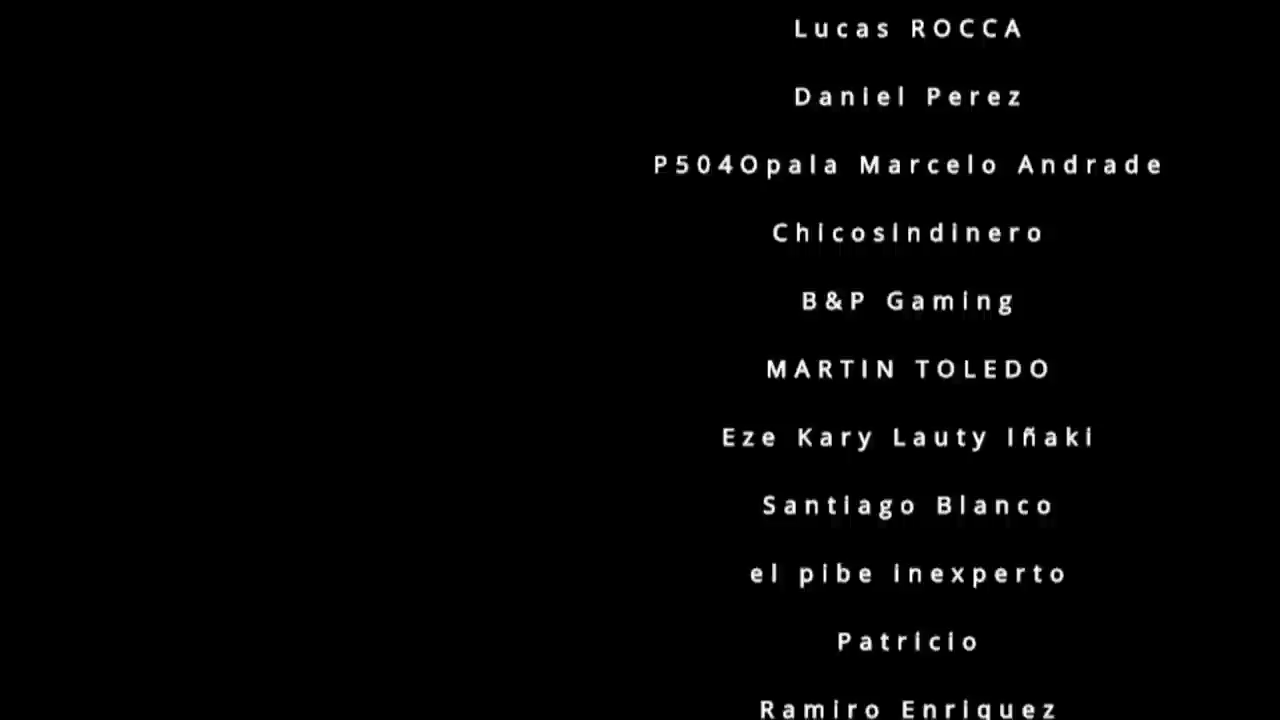 Lucas ROCCA
Daniel Perez
P504Opala Marcelo Andrade
Chicosindinero
B&P Gaming
MARTIN TOLEDO
Eze Kary Lauty Iñaki
Santiago Blanco
el pibe inexperto
Patricio
Ramiro Enriquez